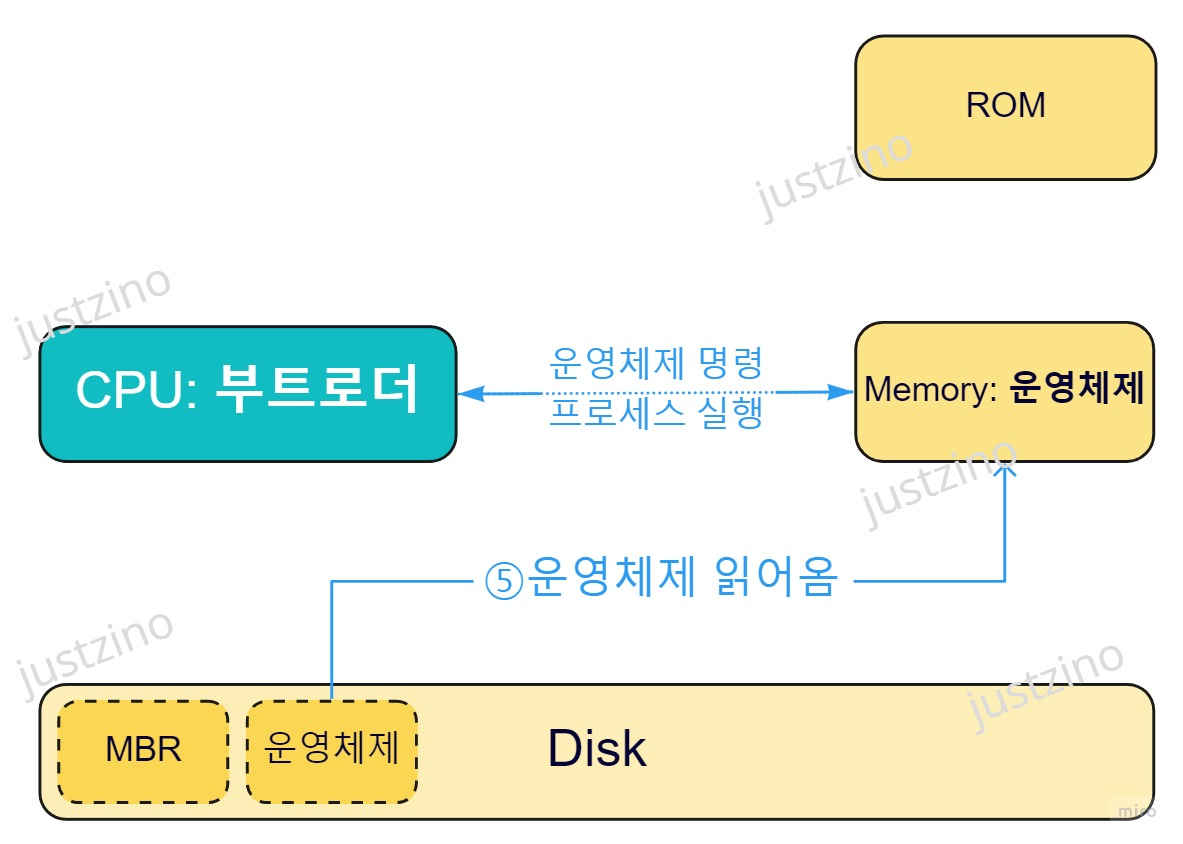 ROM
justzino
justzino
CPU: 부트로더
운영체제 명령
프로세스 실행
Memory: 운영체제
justzino
⑤운영체제 읽어옴
justzino
justzino
MBR
운영체제
Disk
miro